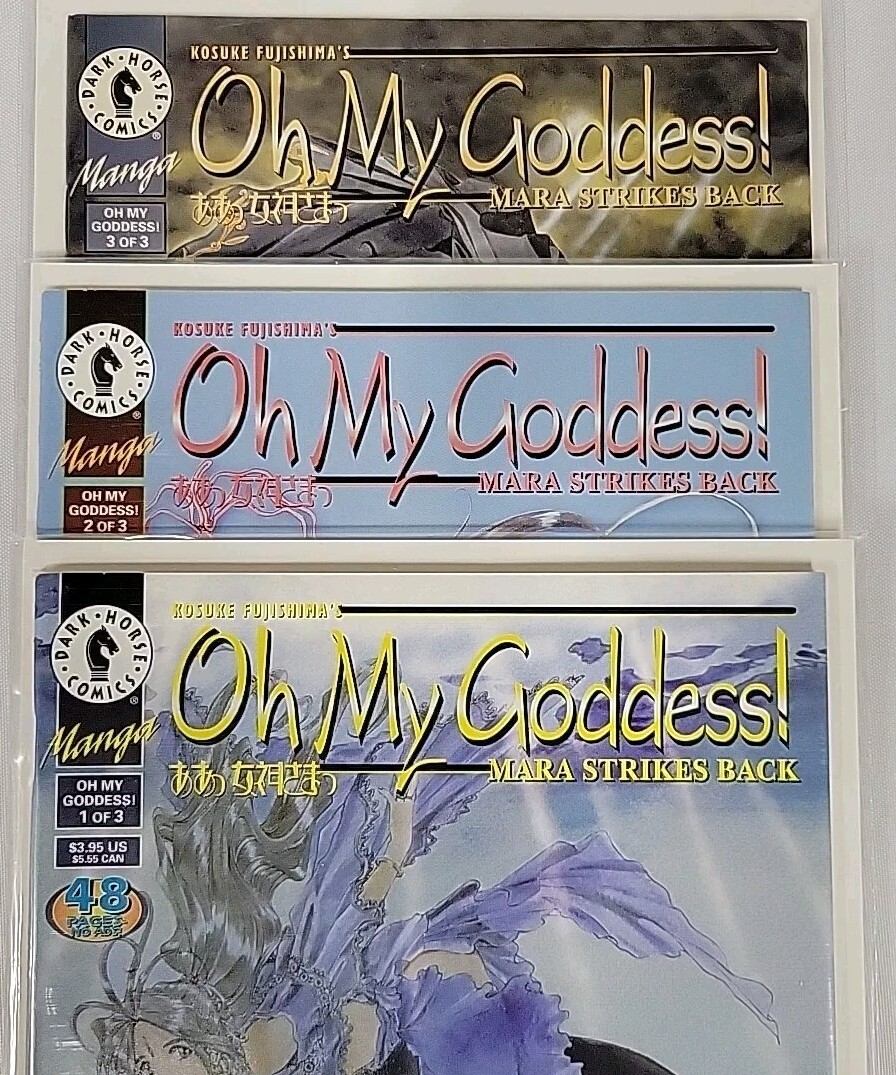 KOSUKE FUJISHIMA'S
DARK·HORSE
COMICS
®
Oh My Goddess!
Manga
ああっ女神さまっ
MARA STRIKES BACK
OH MY
GODDESS!
3 OF 3
KOSUKE FUJISHIMA'S
DARK·HORSE
COMICS
®
Oh My Goddess!
Manga
ああっ女神さまっ
MARA STRIKES BACK
OH MY
GODDESS!
2 OF 3
KOSUKE FUJISHIMA'S
DARK·HORSE
COMICS
®
Oh My Goddess!
Manga
ああっ女神さまっ
MARA STRIKES BACK
OH MY
GODDESS!
1 OF 3
$3.95 US
$5.55 CAN
48
PAGES-
NO ADS!